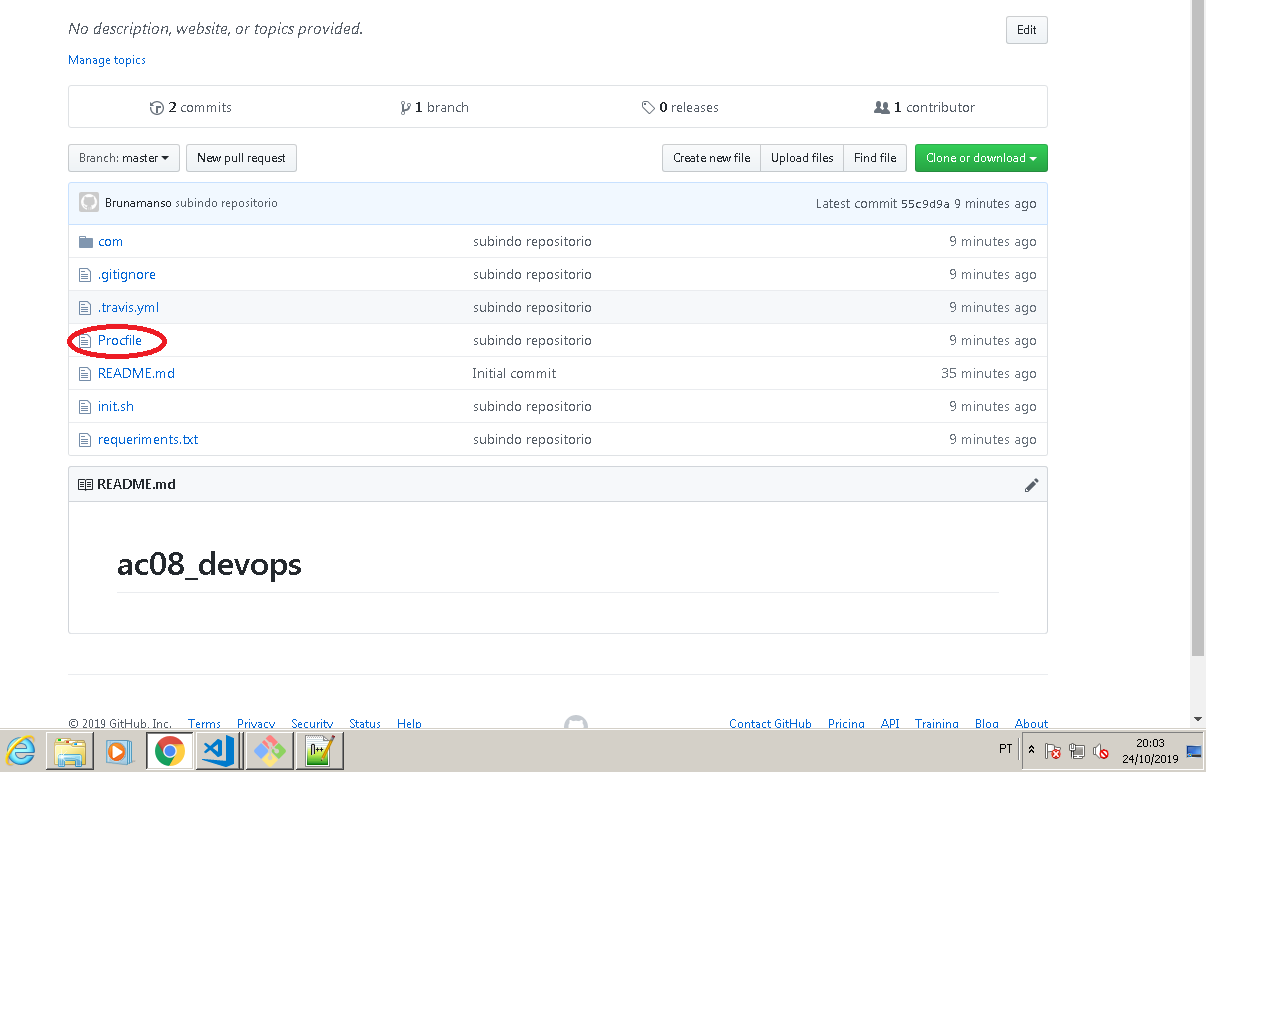 No description, website, or topics provided.
Edit
Manage topics
2 commits 1 branch 0 releases 1 contributor
Branch: master New pull request Create new file Upload files Find file Clone or download
Brunamanso subindo repositorio Latest commit 55c9d9a 9 minutes ago
com subindo repositorio 9 minutes ago
.gitignore subindo repositorio 9 minutes ago
.travis.yml subindo repositorio 9 minutes ago
Procfile subindo repositorio 9 minutes ago
README.md Initial commit 35 minutes ago
init.sh subindo repositorio 9 minutes ago
requeriments.txt subindo repositorio 9 minutes ago
README.md
ac08_devops
© 2019 GitHub, Inc. Terms Privacy Security Status Help Contact GitHub Pricing API Training Blog About
PT 20:03
24/10/2019